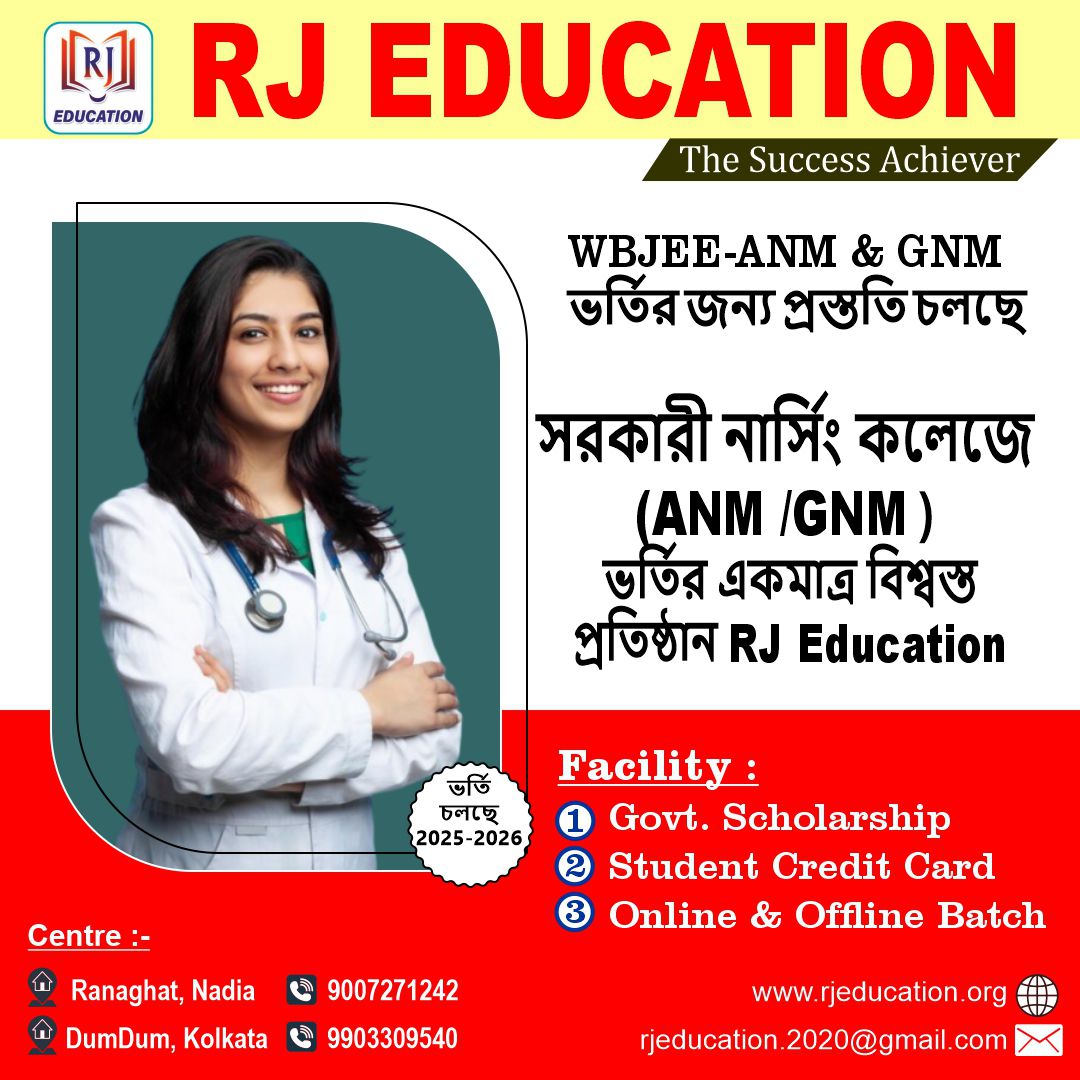 RJ
EDUCATION
RJ EDUCATION
The Success Achiever
WBJEE-ANM & GNM
ভর্তির জন্য প্রস্তুতি চলছে
সরকারী নার্সিং কলেজে
(ANM /GNM )
ভর্তির একমাত্র বিশ্বস্ত
প্রতিষ্ঠান RJ Education
ভর্তি
চলছে
2025-2026
Facility :
1 Govt. Scholarship
2 Student Credit Card
3 Online & Offline Batch
Centre :-
Ranaghat, Nadia 9007271242
DumDum, Kolkata 9903309540
www.rjeducation.org
rjeducation.2020@gmail.com